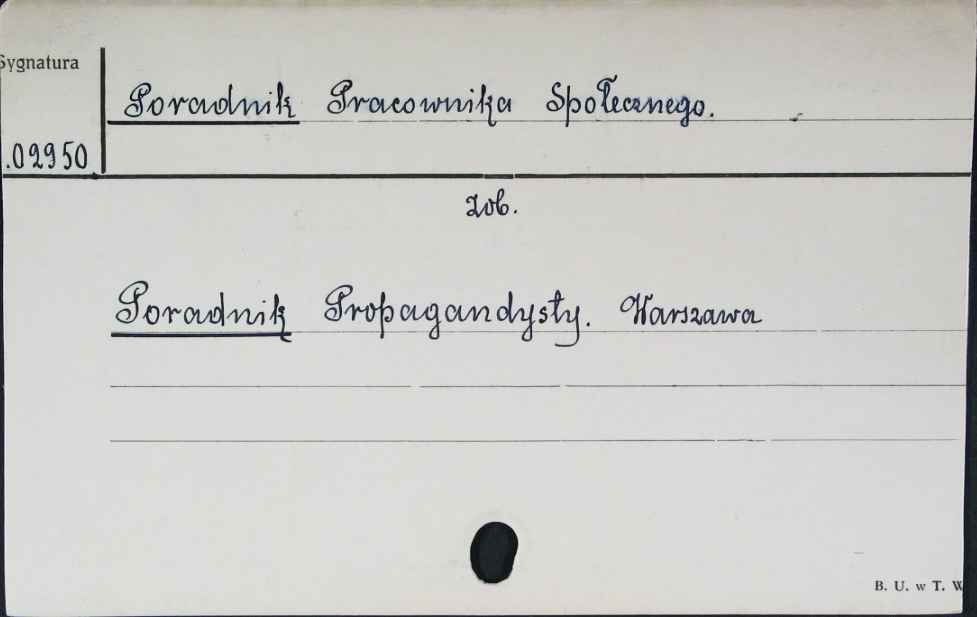 Sygnatura
Poradnik Pracownika Społecznego.
.02950
Zob.
Poradnik Propagandysty. Warszawa
B. U. w T. W